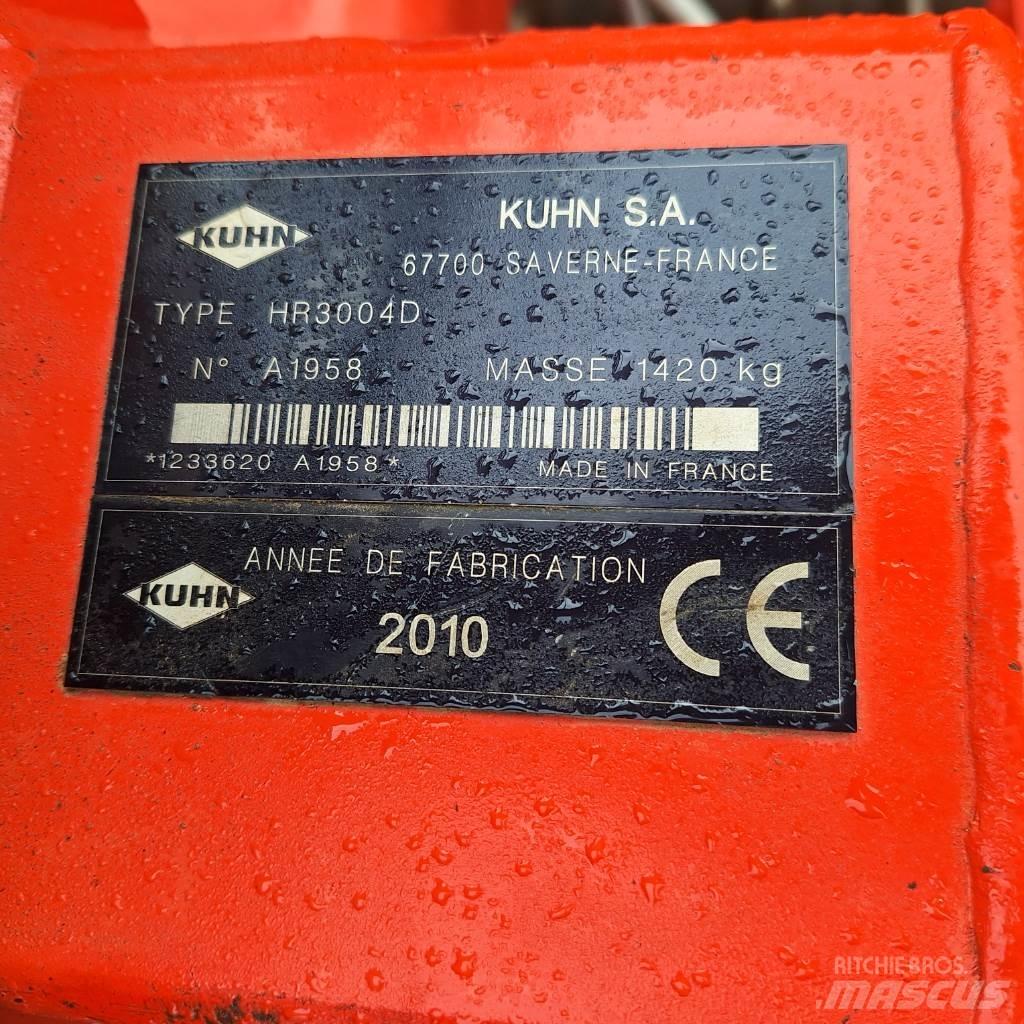 KUHN
KUHN S.A.
67700 SAVERNE-FRANCE
TYPE HR3004D
N° A1958 MASSE 1420 kg
*1233620 A1958* MADE IN FRANCE
KUHN
ANNEE DE FABRICATION
2010
CE
RITCHIE BROS.
MASCUS